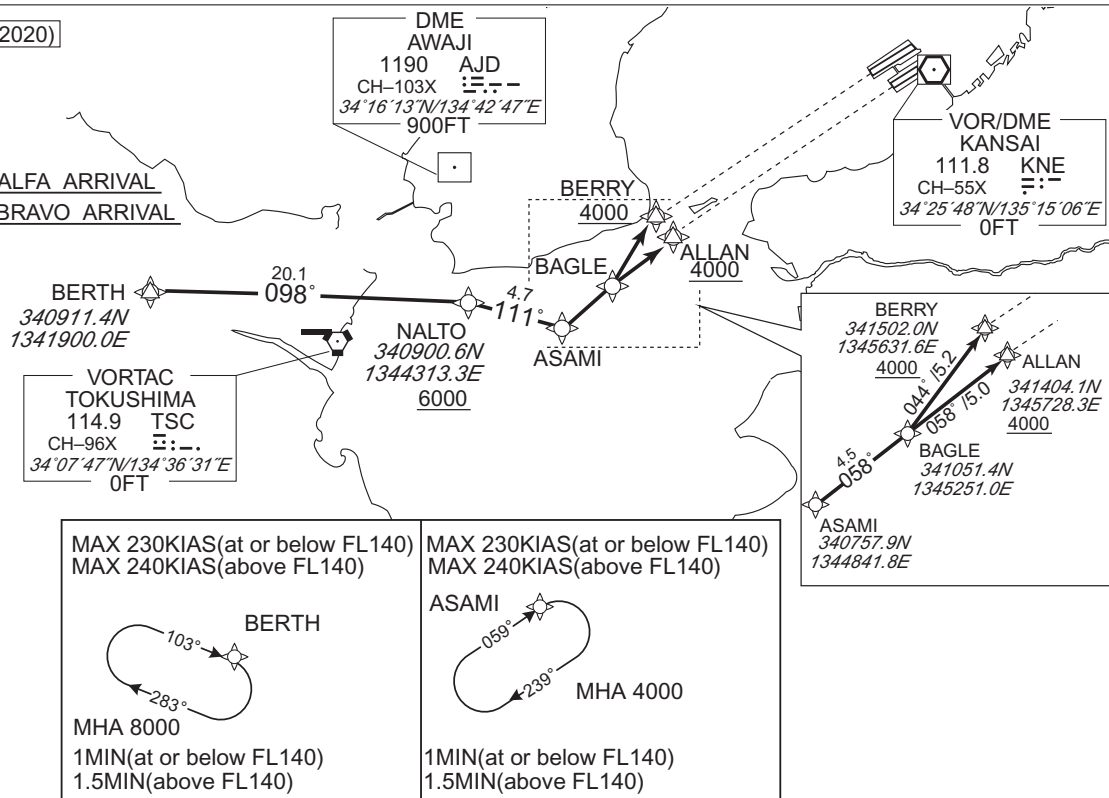 2020)
DME
AWAJI
1190 AJD
CH–103X
34°16′13″N/134°42′47″E
900FT
VOR/DME
KANSAI
111.8 KNE
CH–55X
34°25′48″N/135°15′06″E
0FT
ALFA ARRIVAL
BRAVO ARRIVAL
BERRY
4000
ALLAN
4000
BAGLE
BERTH
340911.4N
1341900.0E
20.1
098°
NALTO
340900.6N
1344313.3E
6000
4.7
111°
ASAMI
VORTAC
TOKUSHIMA
114.9 TSC
CH–96X
34°07′47″N/134°36′31″E
0FT
BERRY
341502.0N
1345631.6E
4000
044° /5.2
ALLAN
341404.1N
1345728.3E
4000
058° /5.0
BAGLE
341051.4N
1345251.0E
4.5
058°
ASAMI
340757.9N
1344841.8E
MAX 230KIAS(at or below FL140)
MAX 240KIAS(above FL140)
BERTH
103°
283°
MHA 8000
1MIN(at or below FL140)
1.5MIN(above FL140)
MAX 230KIAS(at or below FL140)
MAX 240KIAS(above FL140)
ASAMI
059°
239°
MHA 4000
1MIN(at or below FL140)
1.5MIN(above FL140)